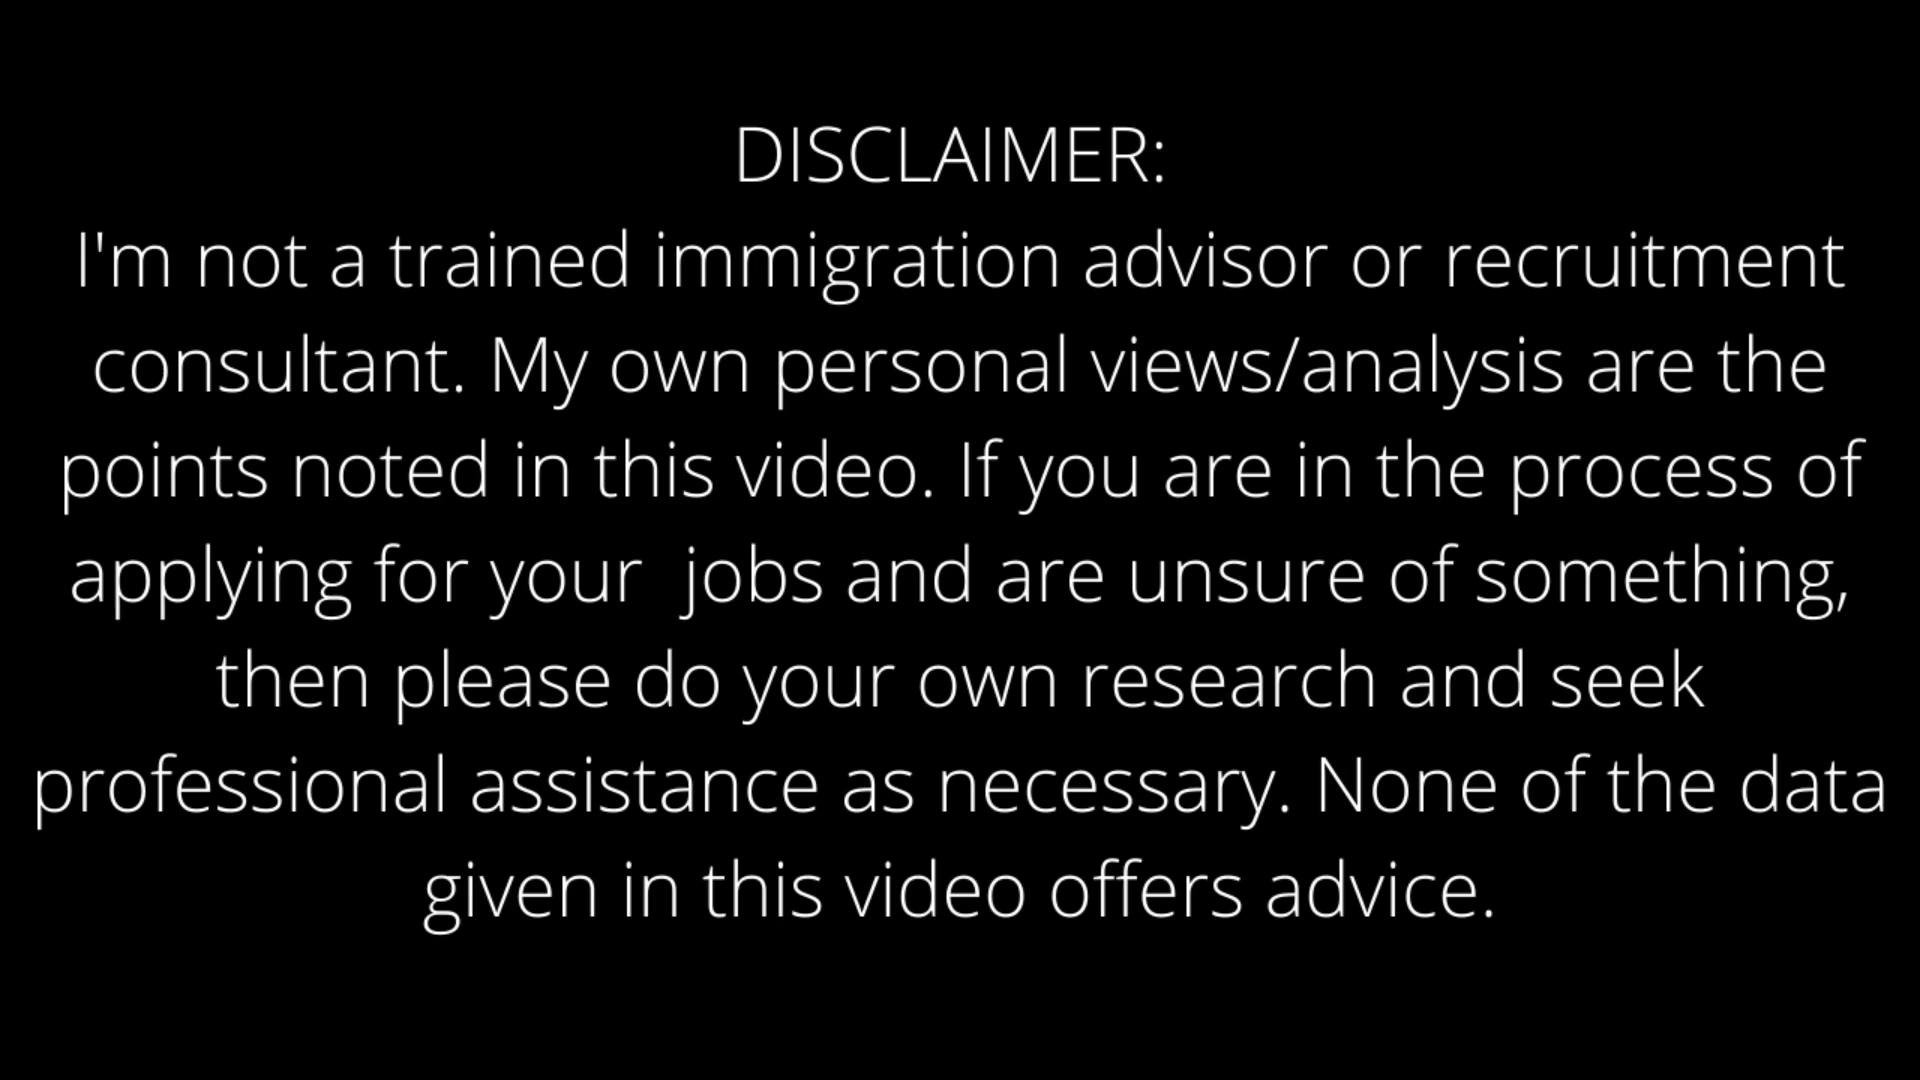 DISCLAIMER:
I'm not a trained immigration advisor or recruitment
consultant. My own personal views/analysis are the
points noted in this video. If you are in the process of
applying for your  jobs and are unsure of something,
then please do your own research and seek
professional assistance as necessary. None of the data
given in this video offers advice.